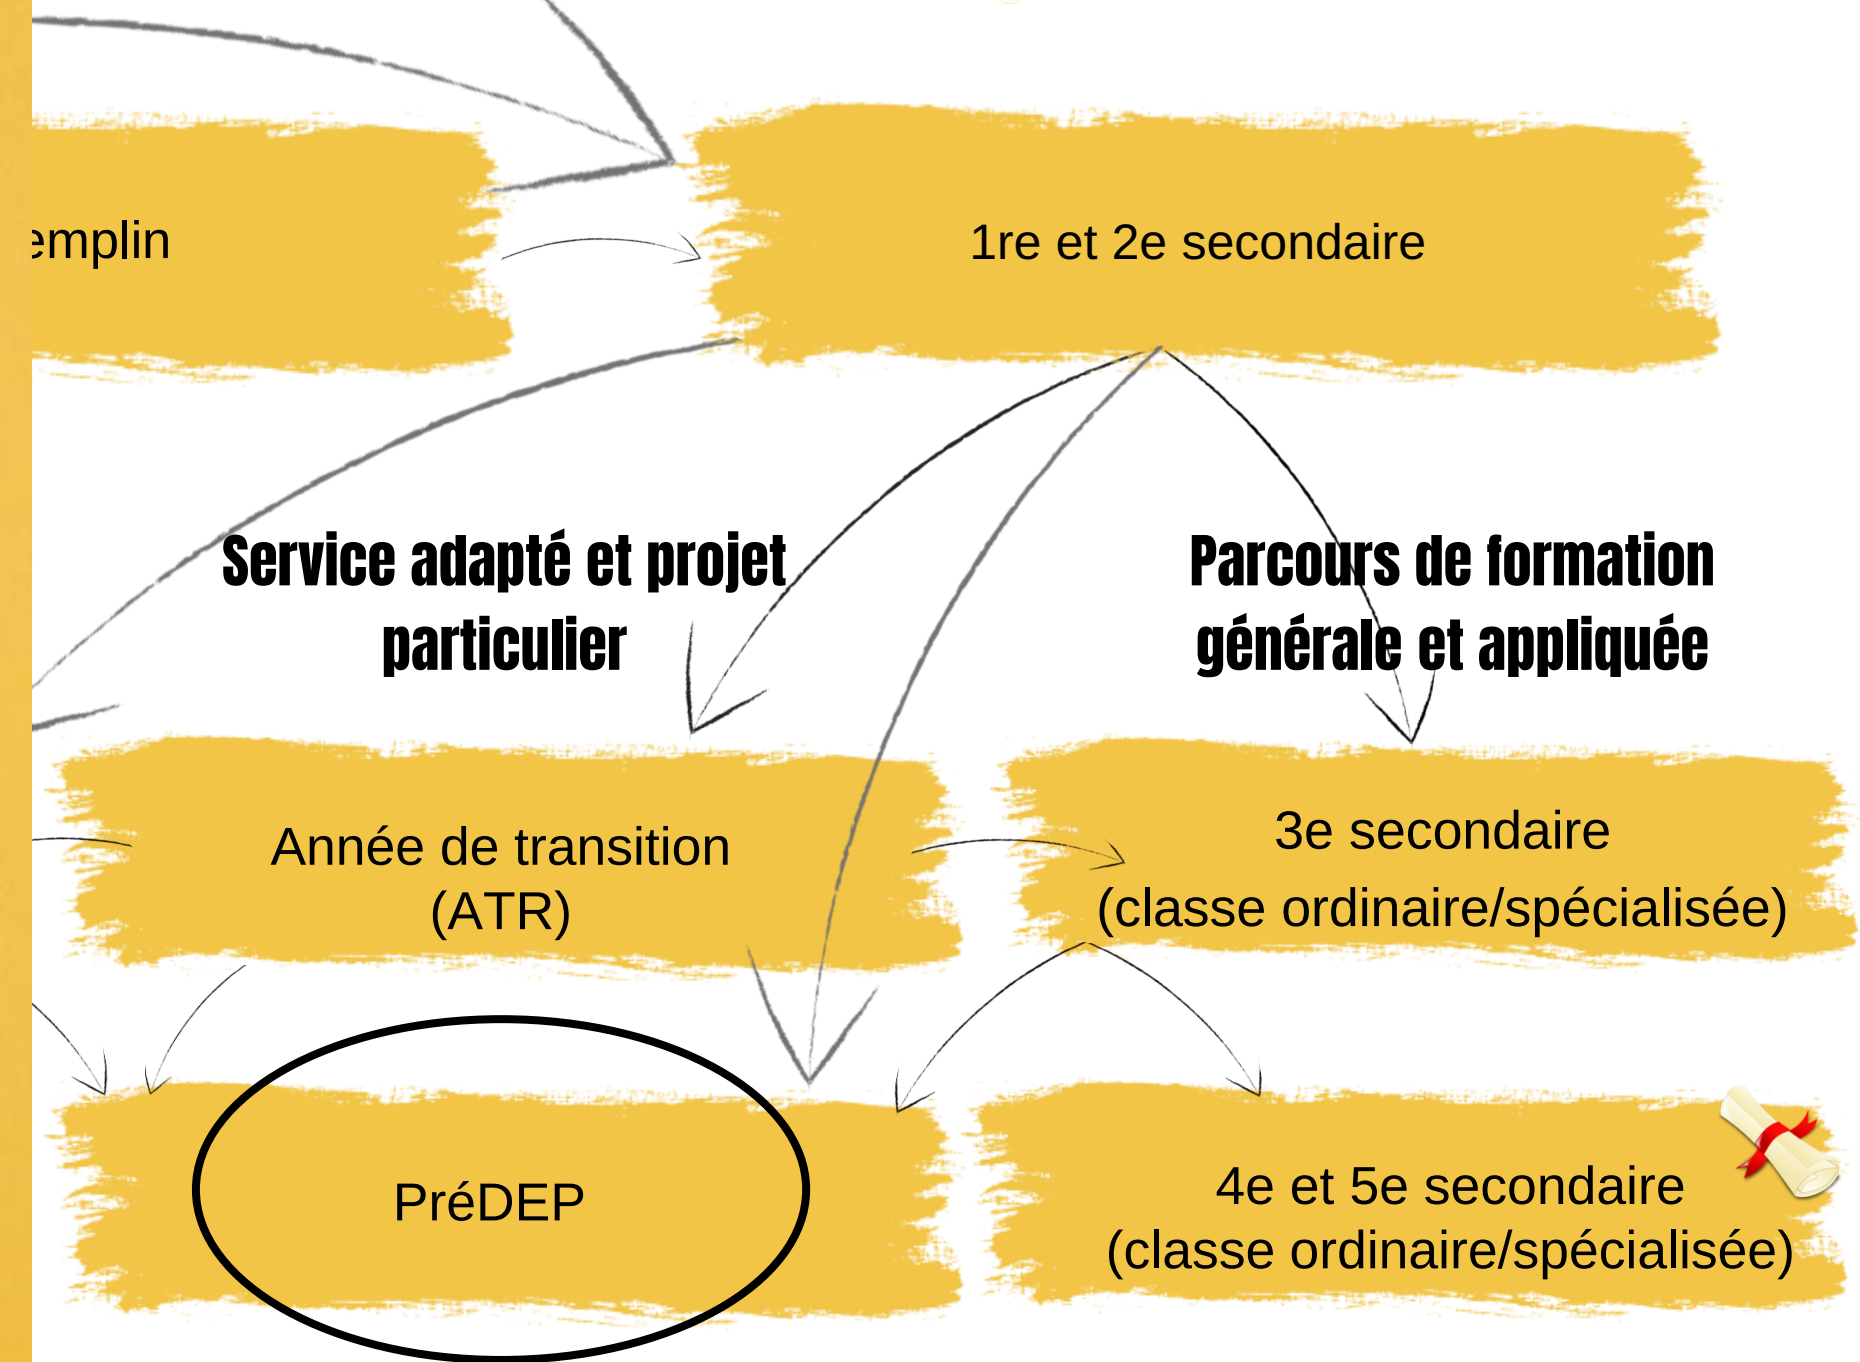 emplin
1re et 2e secondaire
Service adapté et projet
particulier
Parcours de formation
générale et appliquée
Année de transition
(ATR)
3e secondaire
(classe ordinaire/spécialisée)
PréDEP
4e et 5e secondaire
(classe ordinaire/spécialisée)